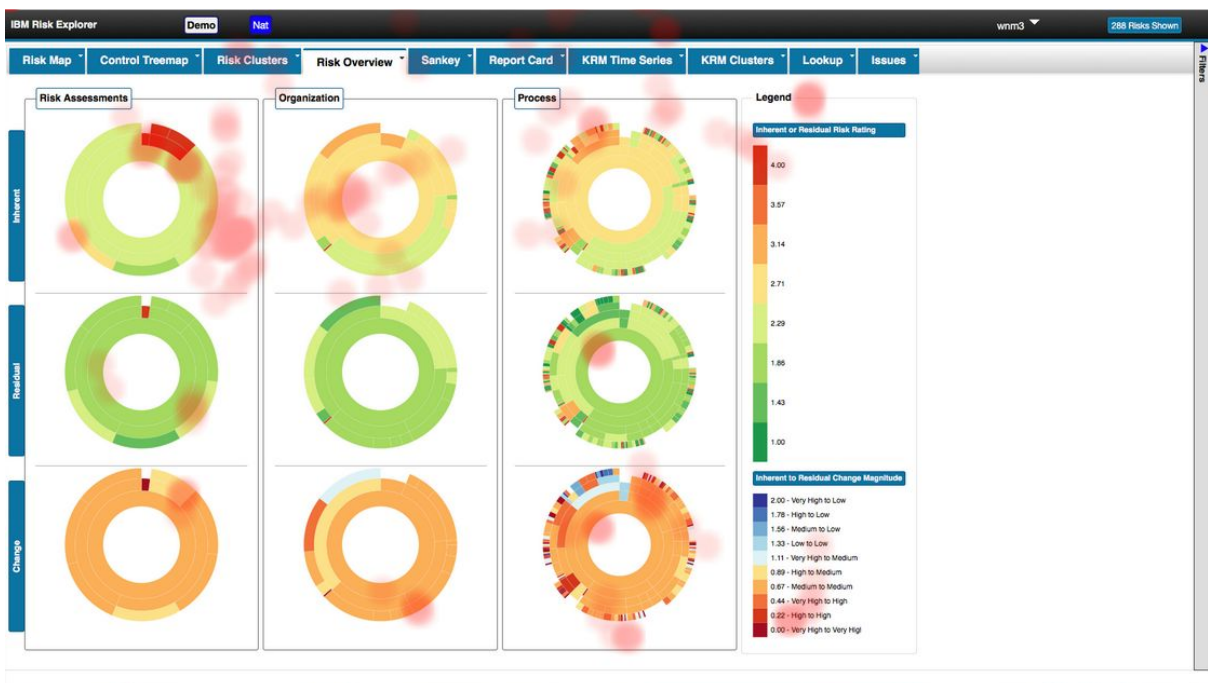 IBM Risk Explorer
Demo
Nat
wnm3
288 Risks Shown
Risk Map
Control Treemap
Risk Clusters
Risk Overview
Sankey
Report Card
KRM Time Series
KRM Clusters
Lookup
Issues
Filters
Risk Assessments
Organization
Process
Legend
Inherent
Residual
Change
Inherent or Residual Risk Rating
4.00
3.57
3.14
2.71
2.29
1.86
1.43
1.00
Inherent to Residual Change Magnitude
2.00 - Very High to Low
1.78 - High to Low
1.56 - Medium to Low
1.33 - Low to Low
1.11 - Very High to Medium
0.89 - High to Medium
0.67 - Medium to Medium
0.44 - Very High to High
0.22 - High to High
0.00 - Very High to Very Higl